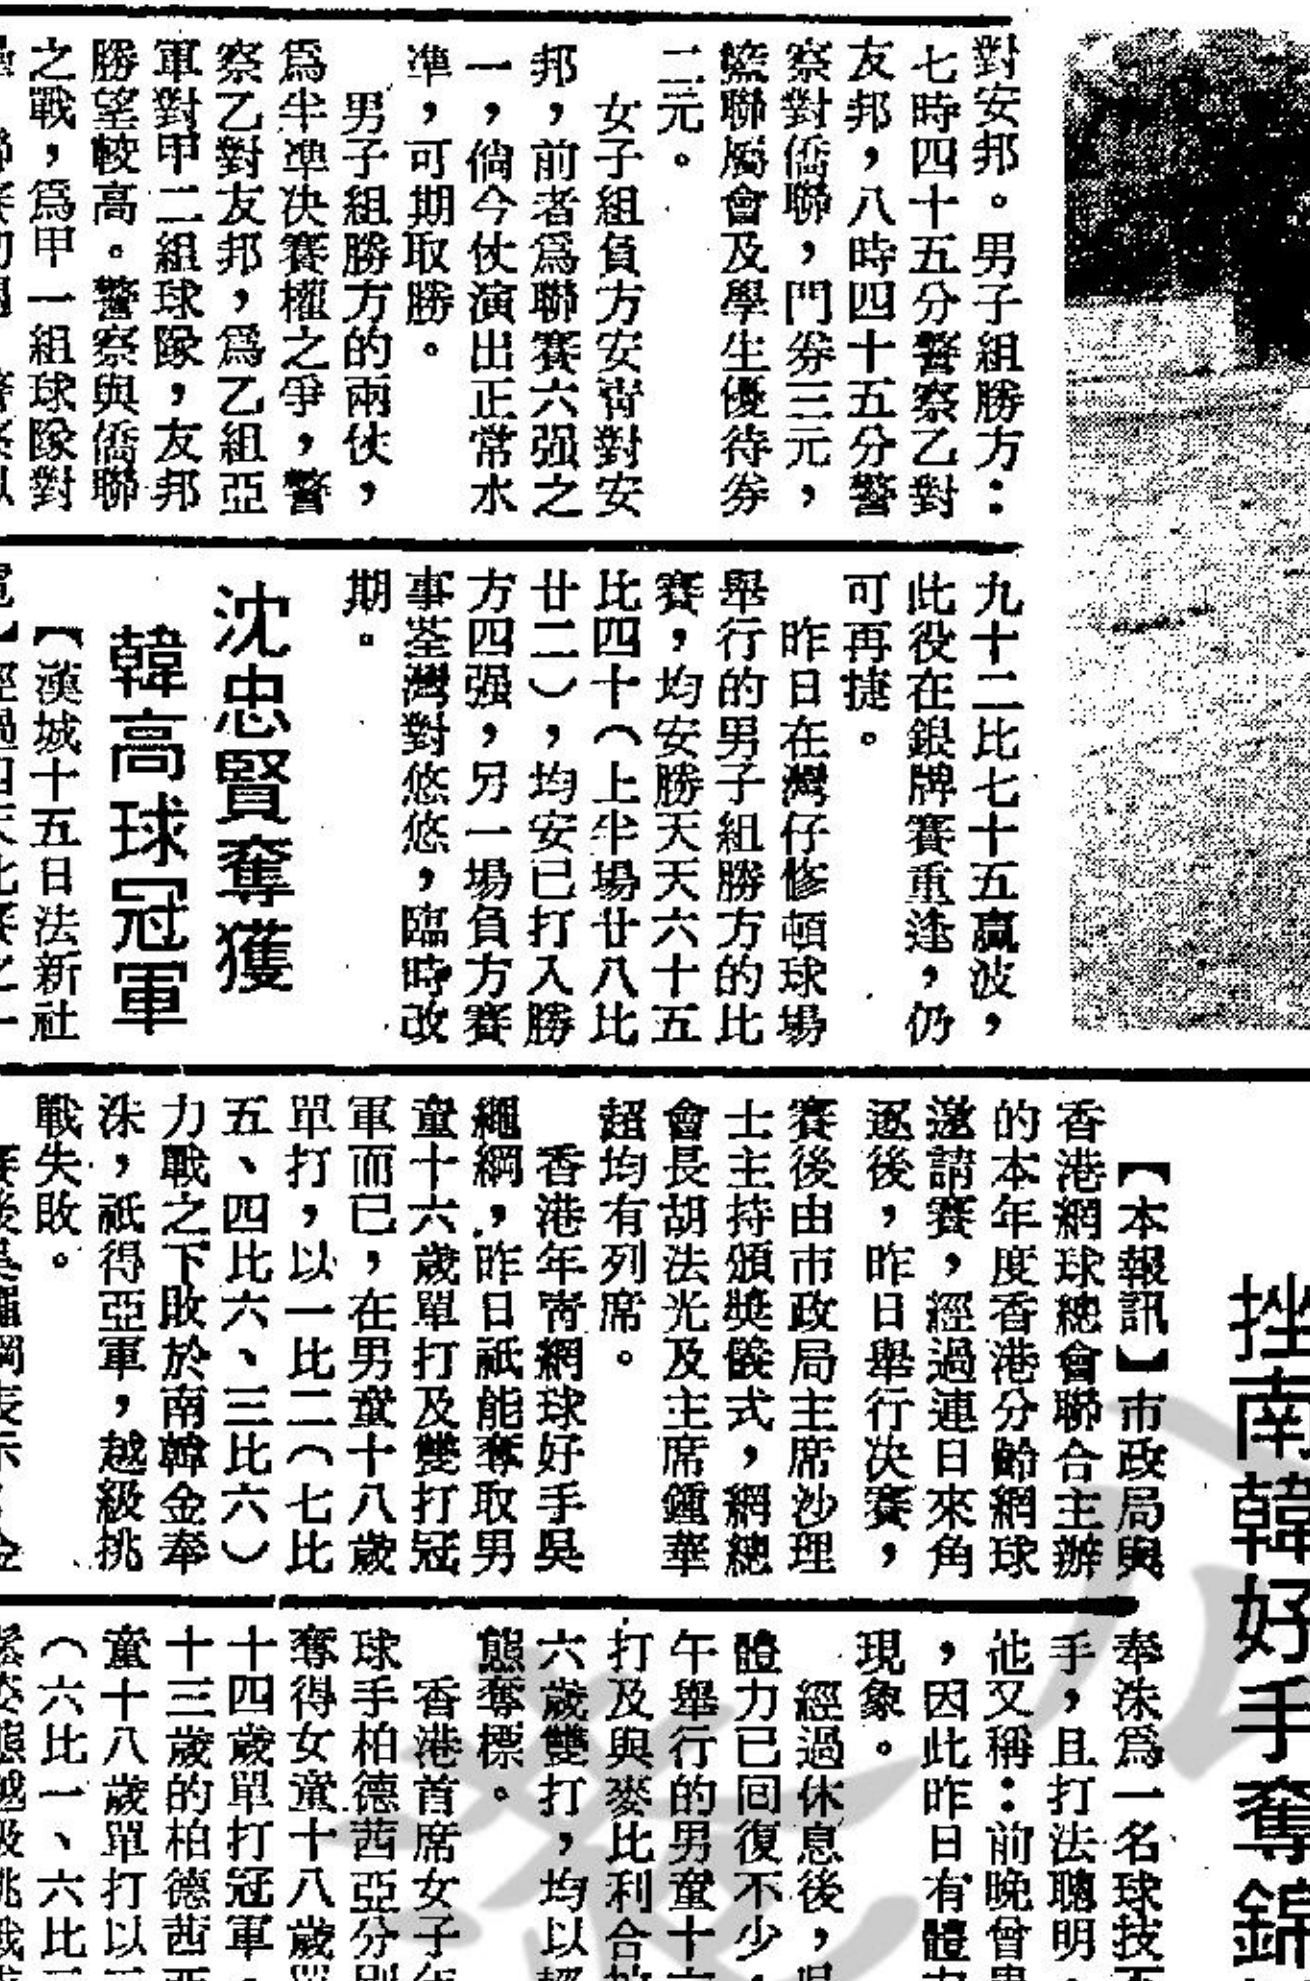 對安邦。男子組勝方：
七時四十五分警察乙對
友邦，八時四十五分警
察對僑聯，門券三元，
籃聯屬會及學生優待券
二元。
女子組負方安青對安
邦，前者爲聯賽六强之
一，倘今仗演出正常水
準，可期取勝。
男子組勝方的兩仗，
爲半準决賽權之爭，警
察乙對友邦，爲乙組亞
軍對甲二組球隊，友邦
勝望較高。警察與僑聯
之戰，爲甲一組球隊對
九十二比七十五贏波，
此役在銀牌賽重逢，仍
可再捷。
昨日在灣仔修頓球場
舉行的男子組勝方的比
賽，均安勝天天六十五
比四十（上半場廿八比
廿二），均安已打入勝
方四强，另一場負方賽
事荃灣對悠悠，臨時改
期。
沈忠賢奪獲
韓高球冠軍
【漢城十五日法新社
挫南韓好手奪錦
【本報訊】市政局與
香港網球總會聯合主辦
的本年度香港分齡網球
邀請賽，經過連日來角
逐後，昨日舉行决賽，
賽後由市政局主席沙理
士主持頒獎儀式，網總
會長胡法光及主席鍾華
超均有列席。
香港年青網球好手吳
繩綱，昨日祇能奪取男
童十六歲單打及雙打冠
軍而已，在男童十八歲
單打，以一比二（七比
五、四比六、三比六）
力戰之下敗於南韓金奉
洙，祇得亞軍，越級挑
戰失敗。
奉洙爲一名球技
手，且打法聰明，
他又稱：前晚曾
，因此昨日有體
現象。
經過休息後，
體力已回復不少，
午舉行的男童十
打及與麥比利合
六歲雙打，均以
態奪標。
香港首席女子
球手柏德茜亞分
奪得女童十八歲
十四歲單打冠軍，
十三歲的柏德茜
童十八歲單打以
（六比一、六比